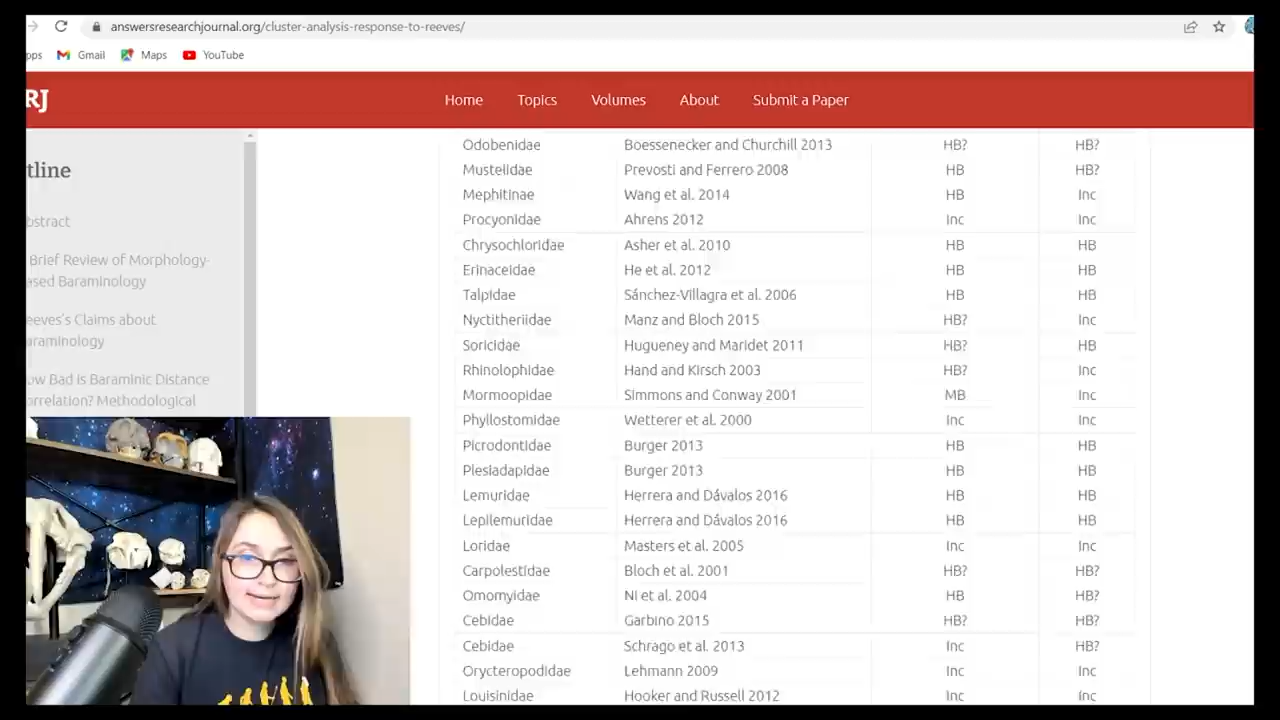 answersresearchjournal.org/cluster-analysis-response-to-reeves/
pps Gmail Maps YouTube
RJ Home Topics Volumes About Submit a Paper
tline
bstract
Brief Review of Morphology-
ased Baraminology
eeves's Claims about
araminology
ow Bad is Baraminic Distance
orrelation? Methodological
Odobenidae Boessenecker and Churchill 2013 HB? HB?
Mustelidae Prevosti and Ferrero 2008 HB HB?
Mephitinae Wang et al. 2014 HB Inc
Procyonidae Ahrens 2012 Inc Inc
Chrysochloridae Asher et al. 2010 HB HB
Erinaceidae He et al. 2012 HB HB
Talpidae Sánchez-Villagra et al. 2006 HB HB
Nyctitheriidae Manz and Bloch 2015 HB? Inc
Soricidae Hugueney and Maridet 2011 HB? HB
Rhinolophidae Hand and Kirsch 2003 HB? Inc
Mormoopidae Simmons and Conway 2001 MB Inc
Phyllostomidae Wetterer et al. 2000 Inc Inc
Picrodontidae Burger 2013 HB HB
Plesiadapidae Burger 2013 HB HB
Lemuridae Herrera and Dávalos 2016 HB HB
Lepilemuridae Herrera and Dávalos 2016 HB HB
Loridae Masters et al. 2005 Inc Inc
Carpolestidae Bloch et al. 2001 HB? HB?
Omomyidae Ni et al. 2004 HB HB?
Cebidae Garbino 2015 HB? HB?
Cebidae Schrago et al. 2013 Inc HB?
Orycteropodidae Lehmann 2009 Inc Inc
Louisinidae Hooker and Russell 2012 Inc Inc